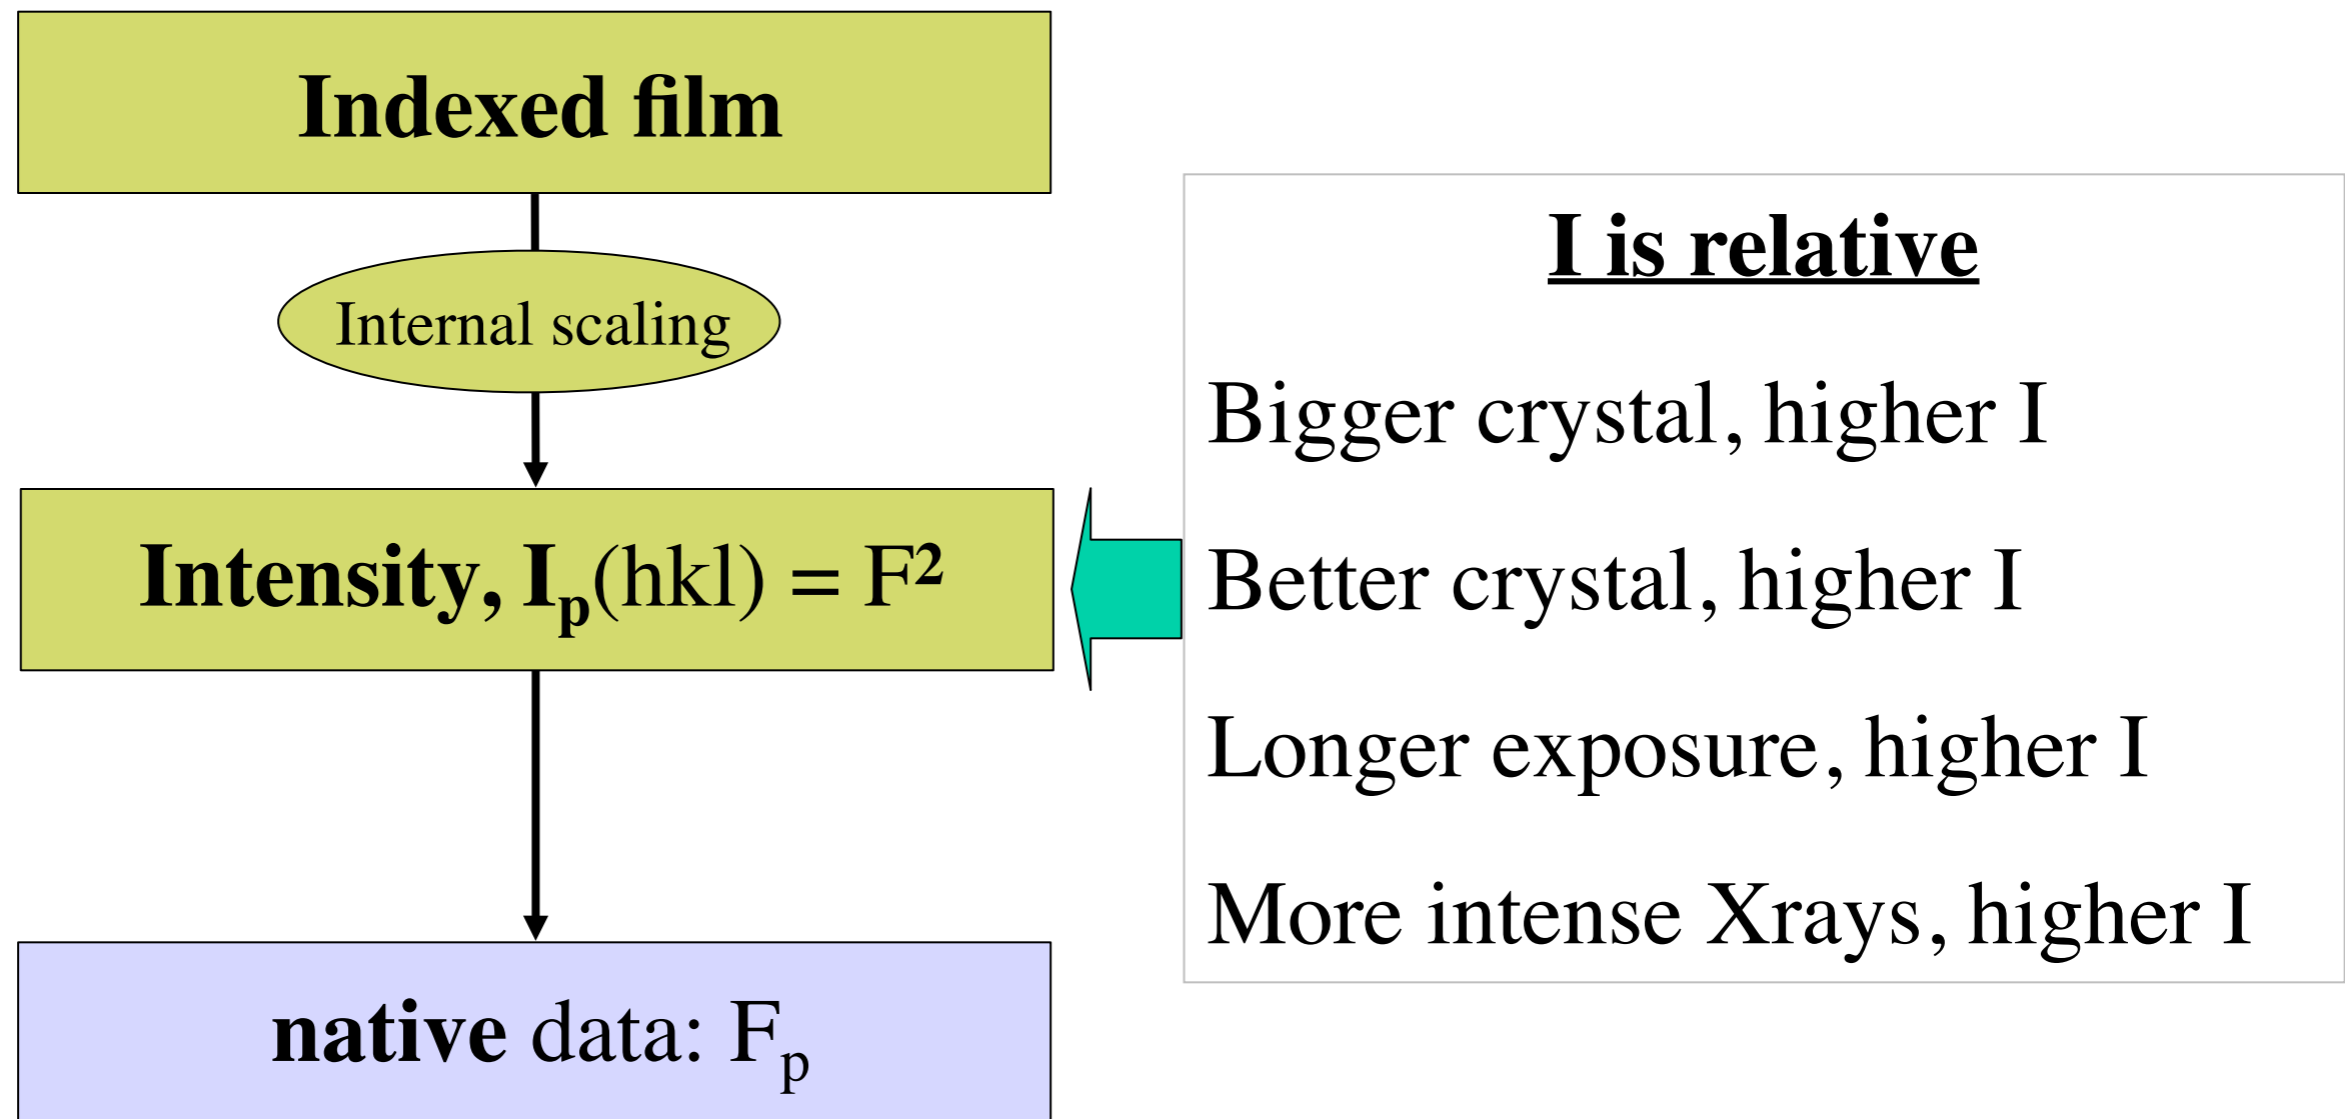 Indexed film
Internal scaling
Intensity, Iₚ(hkl) = F²
native data: Fₚ
I is relative
Bigger crystal, higher I
Better crystal, higher I
Longer exposure, higher I
More intense Xrays, higher I